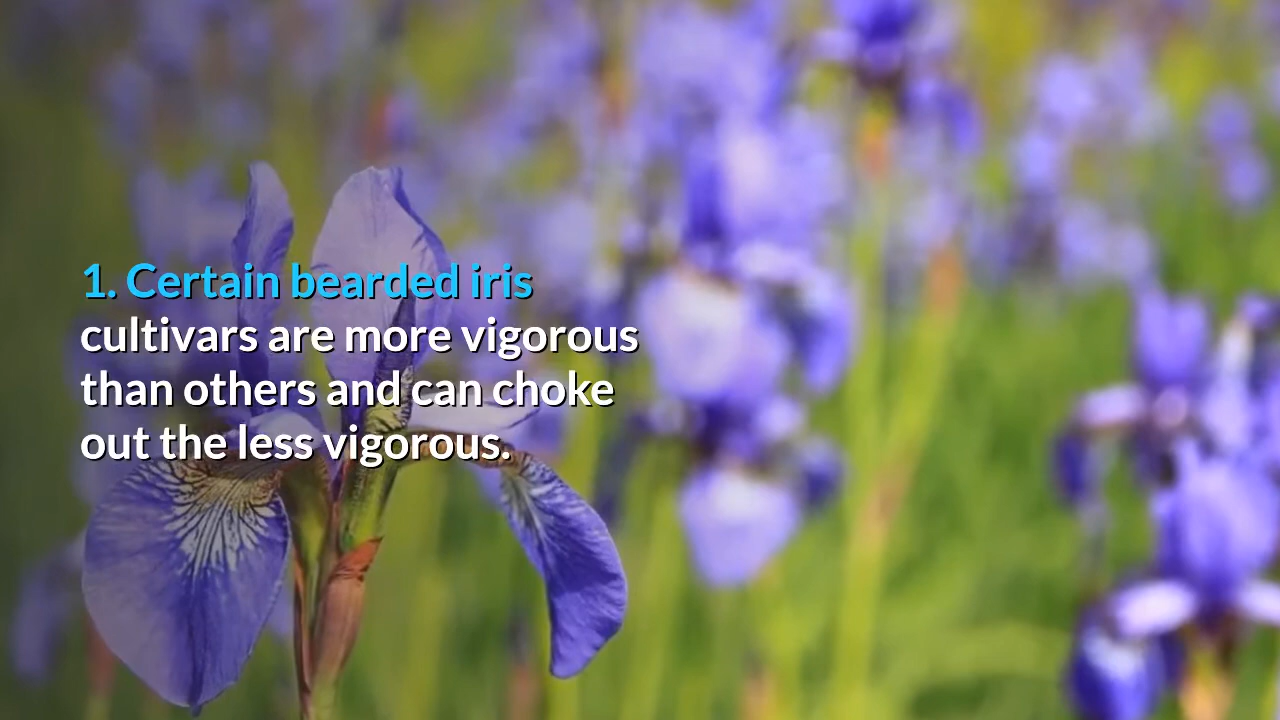 1. Certain bearded iris
cultivars are more vigorous
than others and can choke
out the less vigorous.